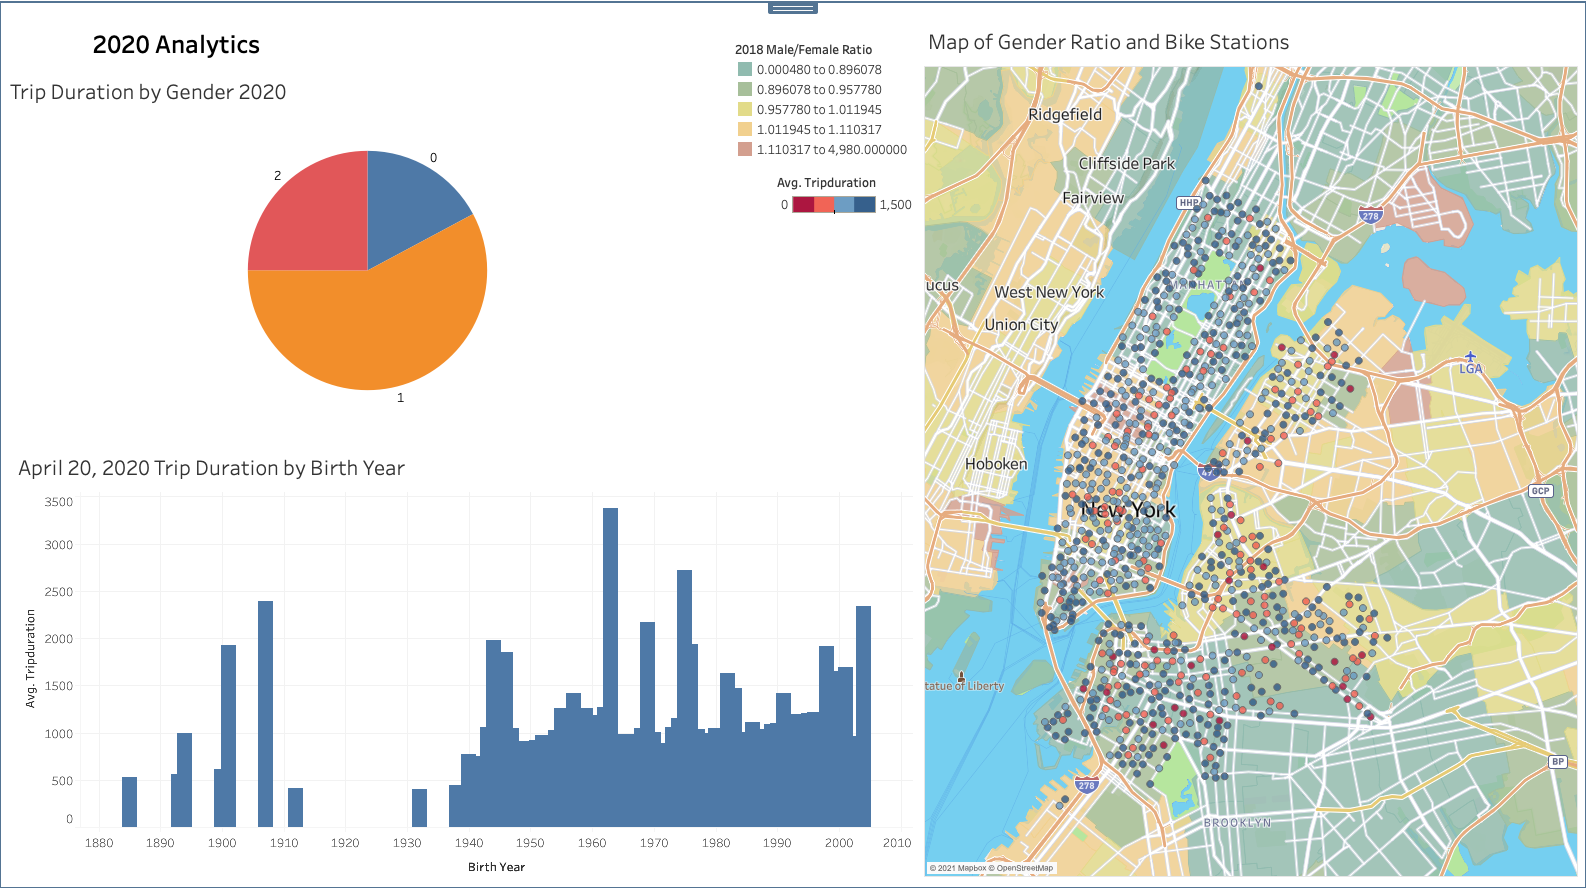 2020 Analytics
Trip Duration by Gender 2020
0
2
1
2018 Male/Female Ratio
0.000480 to 0.896078
0.896078 to 0.957780
0.957780 to 1.011945
1.011945 to 1.110317
1.110317 to 4,980.000000
Avg. Tripduration
0 1,500
April 20, 2020 Trip Duration by Birth Year
Avg. Tripduration
3500
3000
2500
2000
1500
1000
500
0
1880 1890 1900 1910 1920 1930 1940 1950 1960 1970 1980 1990 2000 2010
Birth Year
Map of Gender Ratio and Bike Stations
Ridgefield
Cliffside Park
Fairview
HHP
278
ucus
West New York
MANHATTAN
Union City
LGA
Hoboken
GCP
New York
tatue of Liberty
BP
278
BROOKLYN
© 2021 Mapbox © OpenStreetMap